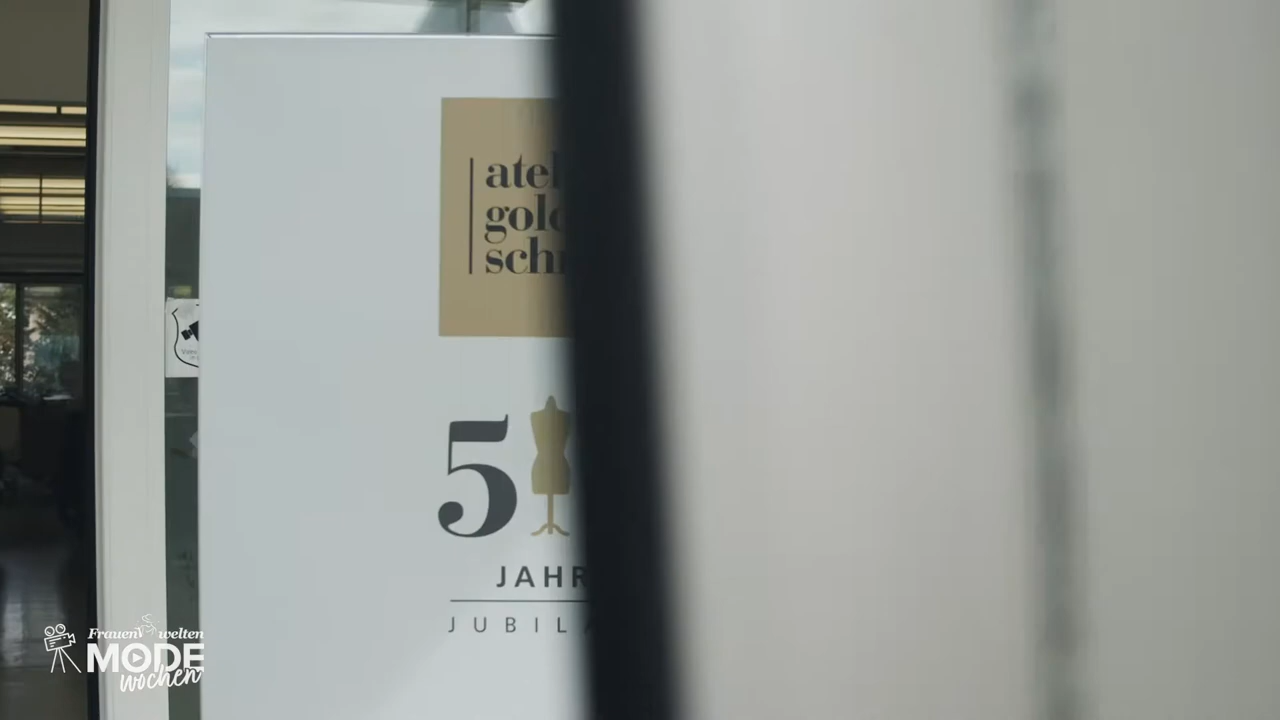 atel
gold
schn
5
JAHR
JUBIL
Frauen welten
MODE
wochen